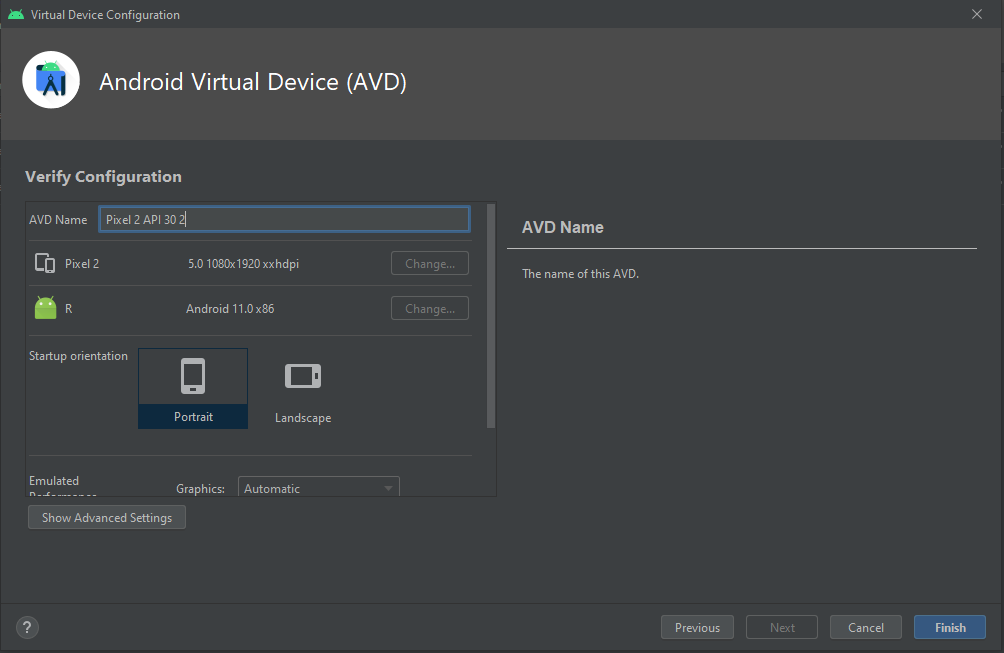 Virtual Device Configuration
Android Virtual Device (AVD)
Verify Configuration
AVD Name Pixel 2 API 30 2
Pixel 2 5.0 1080x1920 xxhdpi Change...
R Android 11.0 x86 Change...
Startup orientation
Portrait
Landscape
Emulated
Performance
Graphics: Automatic
Show Advanced Settings
AVD Name
The name of this AVD.
?
Previous Next Cancel Finish